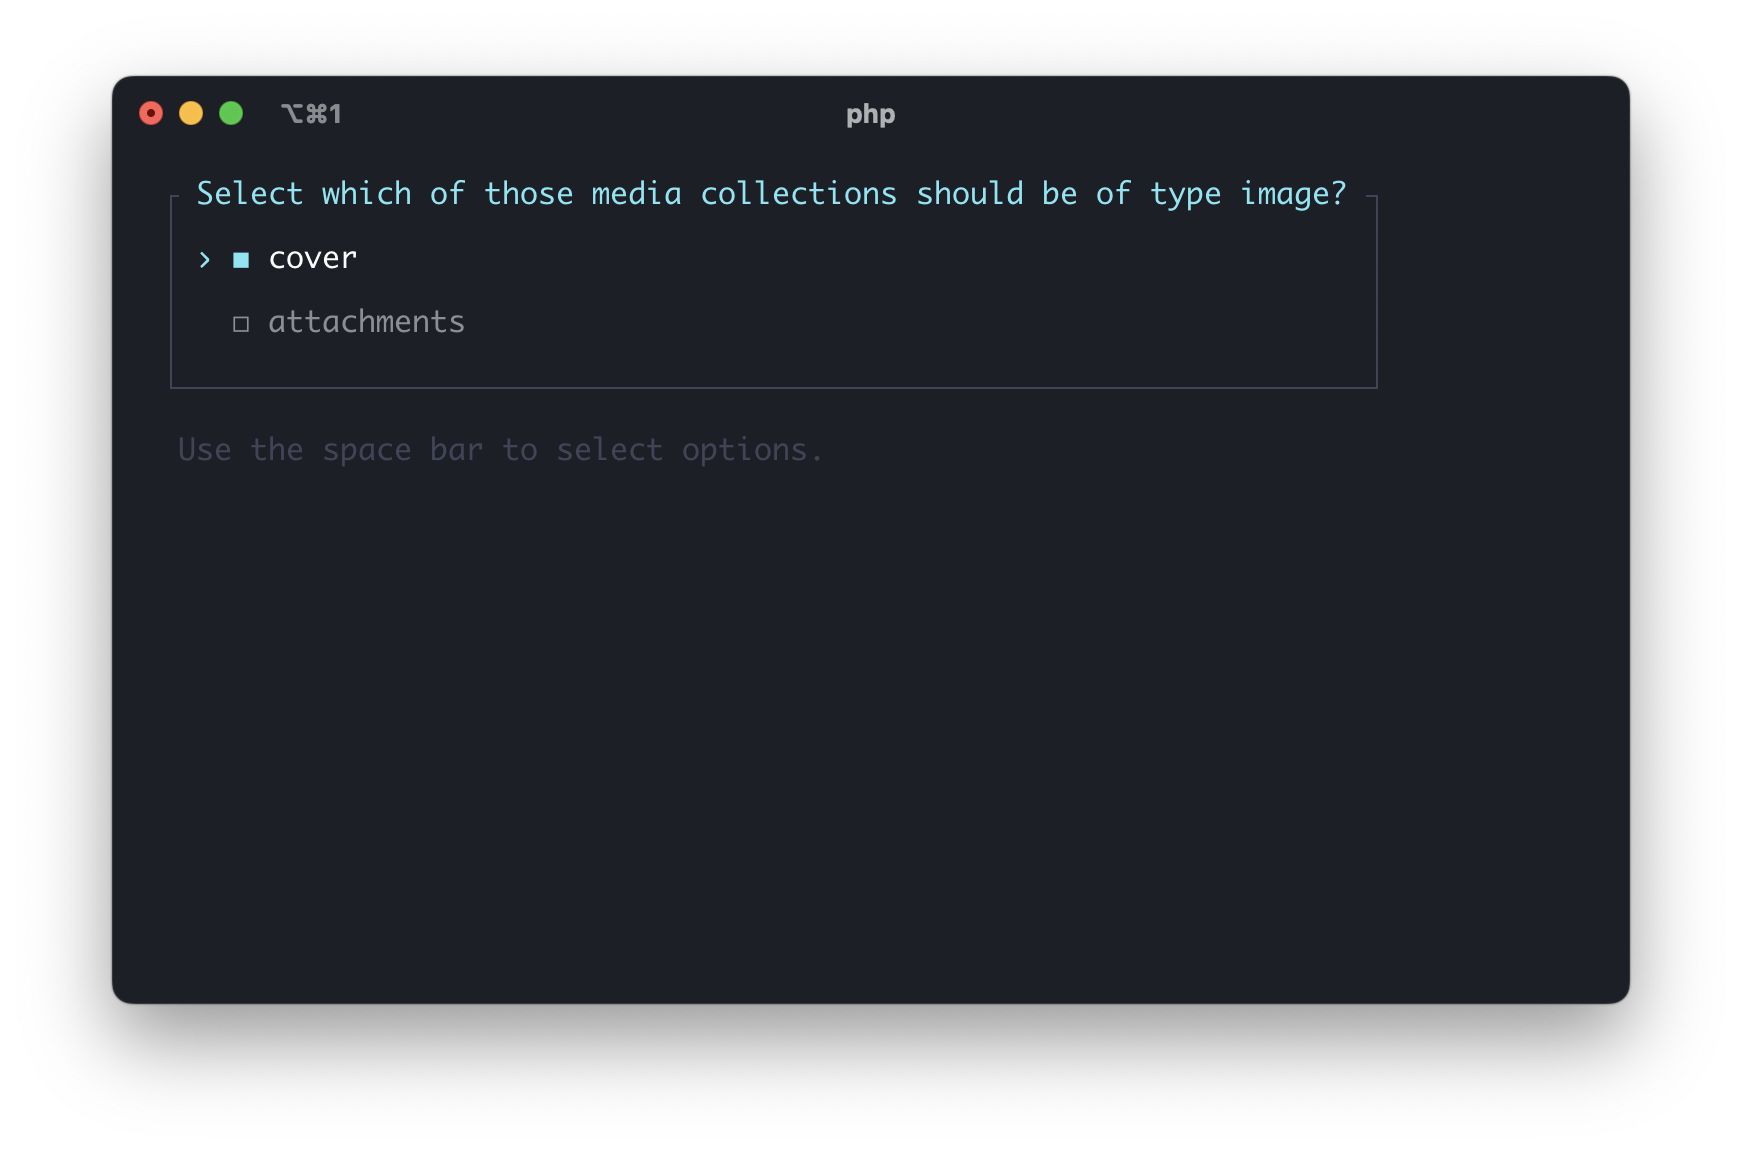 ⌥⌘1
php
Select which of those media collections should be of type image?
› ■ cover
□ attachments
Use the space bar to select options.